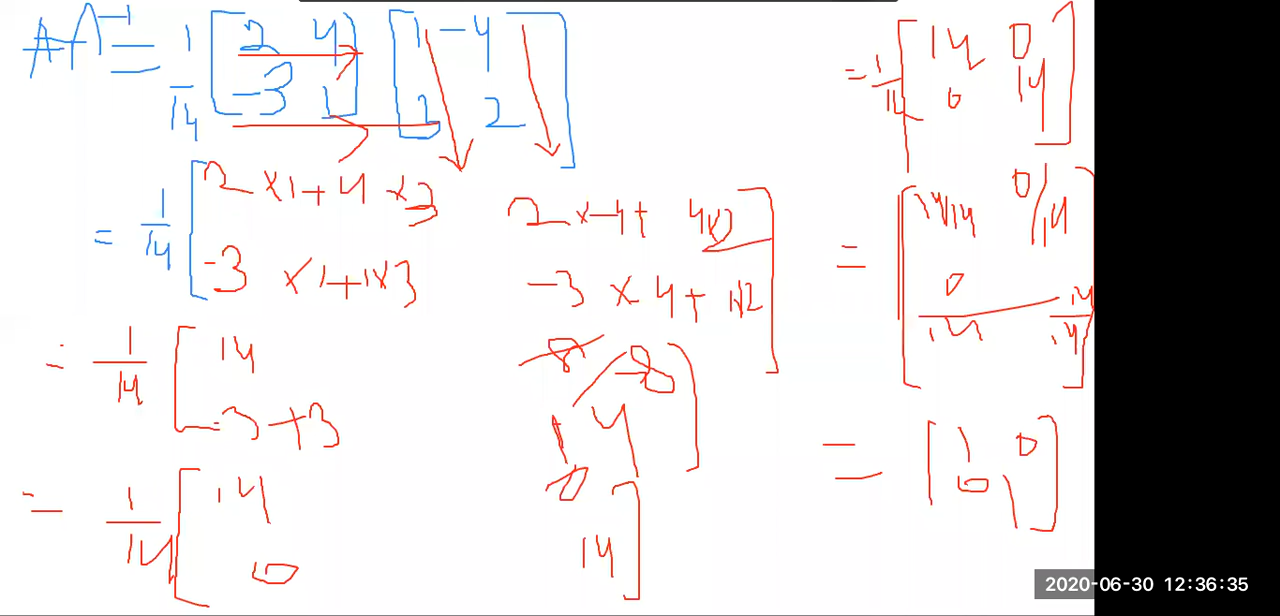 AA⁻¹ = 1/14 [2 4; -3 1] [1 -4; 3 2]
= 1/14 [2 ×1 + 4 ×3 2 × -4 + 4×2; -3 ×1 + 1×3 -3 × 4 + 1×2]
= 1/14 [14 -8; -3 + 3 14]
= 1/14 [14 0; 0 14]
= 1/14 [14 0; 0 14]
= [14/14 0/14; 0/14 14/14]
= [1 0; 0 1]
2020-06-30 12:36:35